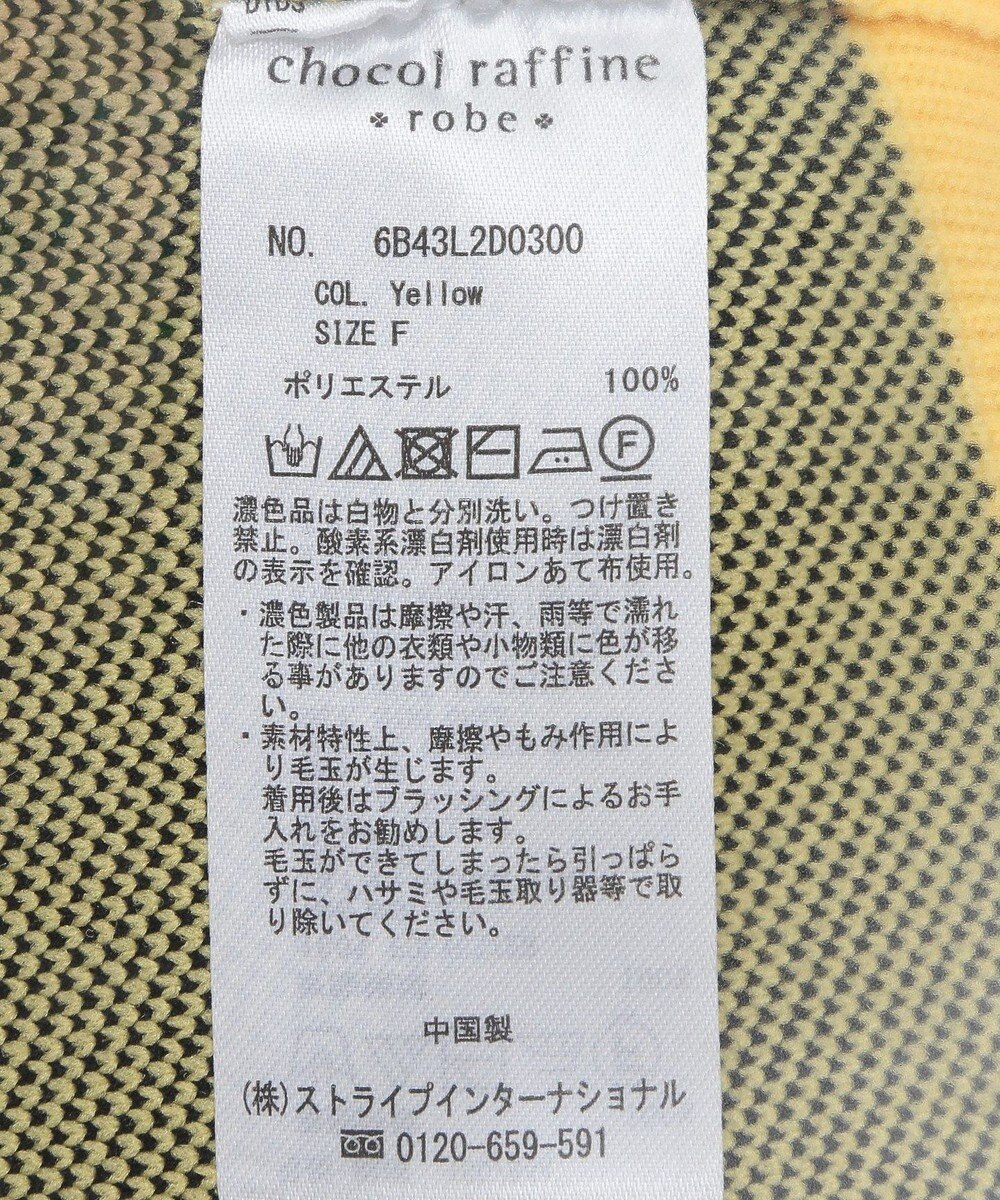 chocol raffine
robe
NO. 6B43L2D0300
COL. Yellow
SIZE F
ポリエステル 100%
F
濃色品は白物と分別洗い。つけ置き
禁止。酸素系漂白剤使用時は漂白剤
の表示を確認。アイロンあて布使用。
・濃色製品は摩擦や汗、雨等で濡れ
た際に他の衣類や小物類に色が移
る事がありますのでご注意くださ
い。
・素材特性上、摩擦やもみ作用によ
り毛玉が生じます。
着用後はブラッシングによるお手
入れをお勧めします。
毛玉ができてしまったら引っぱら
ずに、ハサミや毛玉取り器等で取
り除いてください。
中国製
(株)ストライプインターナショナル
0120-659-591